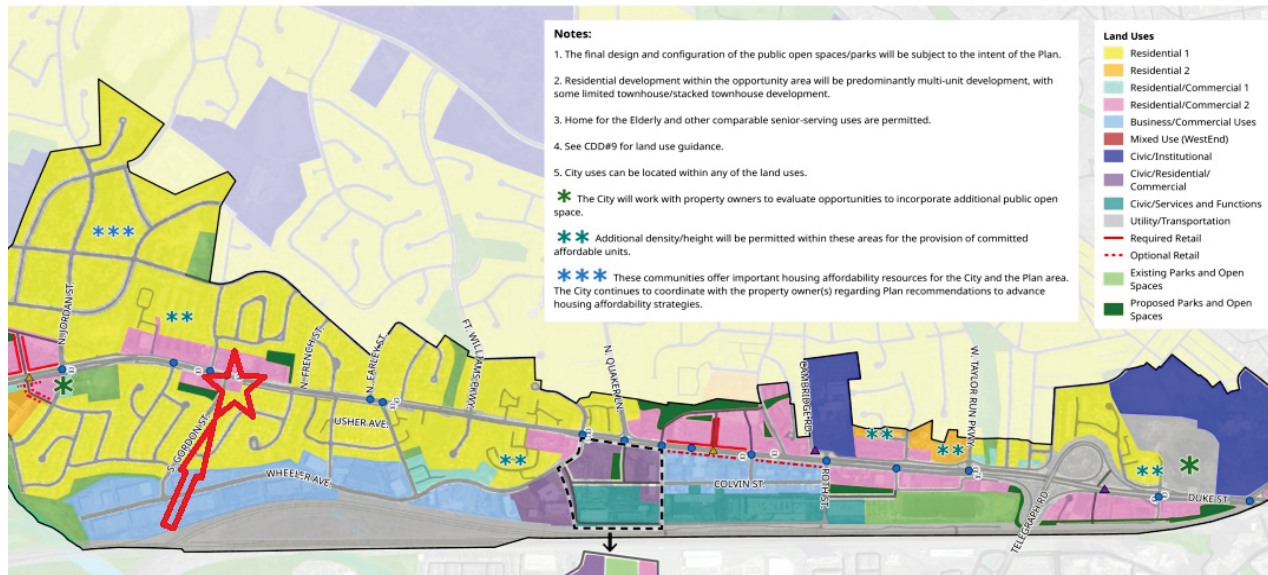 Notes:
1. The final design and configuration of the public open spaces/parks will be subject to the intent of the Plan.
2. Residential development within the opportunity area will be predominantly multi-unit development, with
some limited townhouse/stacked townhouse development.
3. Home for the Elderly and other comparable senior-serving uses are permitted.
4. See CDD#9 for land use guidance.
5. City uses can be located within any of the land uses.
* The City will work with property owners to evaluate opportunities to incorporate additional public open
space.
** Additional density/height will be permitted within these areas for the provision of committed
affordable units.
*** These communities offer important housing affordability resources for the City and the Plan area.
The City continues to coordinate with the property owner(s) regarding Plan recommendations to advance
housing affordability strategies.
Land Uses
Residential 1
Residential 2
Residential/Commercial 1
Residential/Commercial 2
Business/Commercial Uses
Mixed Use (WestEnd)
Civic/Institutional
Civic/Residential/
Commercial
Civic/Services and Functions
Utility/Transportation
Required Retail
Optional Retail
Existing Parks and Open
Spaces
Proposed Parks and Open
Spaces
N. JORDAN ST.
S. GORDON ST.
N. FRENCH ST.
N. EARLEY ST.
FT. WILLIAMS PKWY.
USHER AVE.
WHEELER AVE.
N. QUAKER LN.
CAMBRIDGE RD
COLVIN ST.
ROTH ST.
W. TAYLOR RUN PKWY
TELEGRAPH RD
DUKE ST.